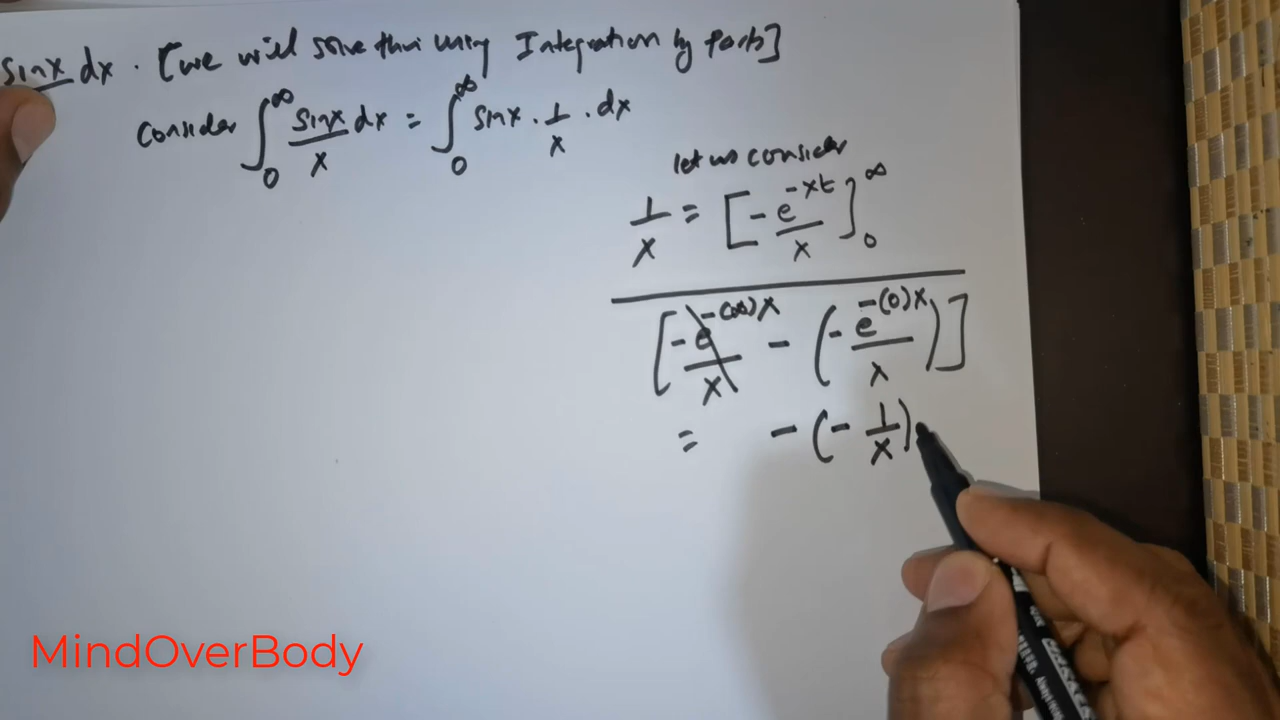 sinx dx . [we will solve this using Integration by parts]
Consider ∫₀^∞ sinx/x dx = ∫₀^∞ sinx . 1/x . dx
let us consider
1/x = [- e^(-xt)/x]₀^∞
[- e^(-(∞)x)/x - (- e^(-(0)x)/x)]
= - (- 1/x)
MindOverBody